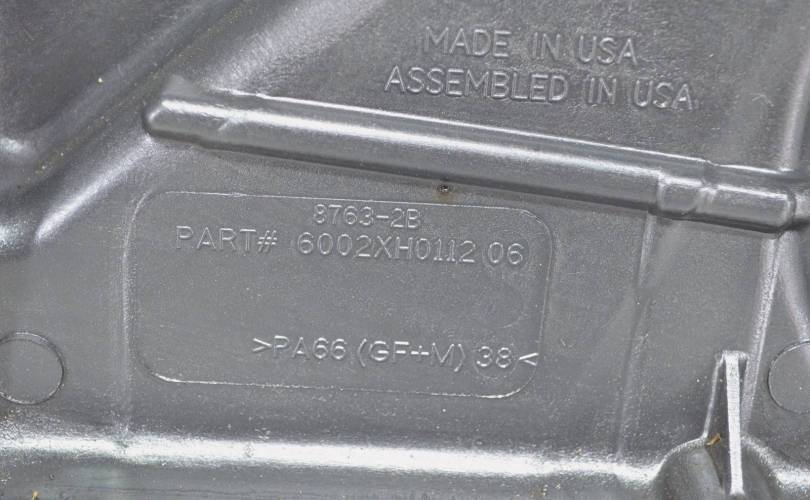 MADE IN USA
ASSEMBLED IN USA
8763-2B
PART# 6002XH0112 06
>PA66 (GF+M) 38<